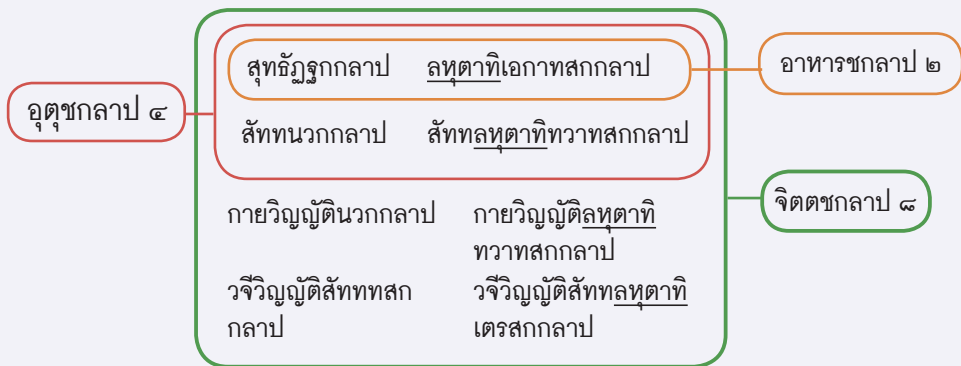 สุทธัฏฐกกลาป ลหุตาทิเอกาทสกกลาป
อาหารชกลาป ๒
อุตุชกลาป ๔
สัททนวกกลาป สัททลหุตาทิทวาทสกกลาป
จิตตชกลาป ๘
กายวิญญัตินวกกลาป กายวิญญัติลหุตาทิ
ทวาทสกกลาป
วจีวิญญัติสัทททสก วจีวิญญัติสัททลหุตาทิ
กลาป เตรสกกลาป